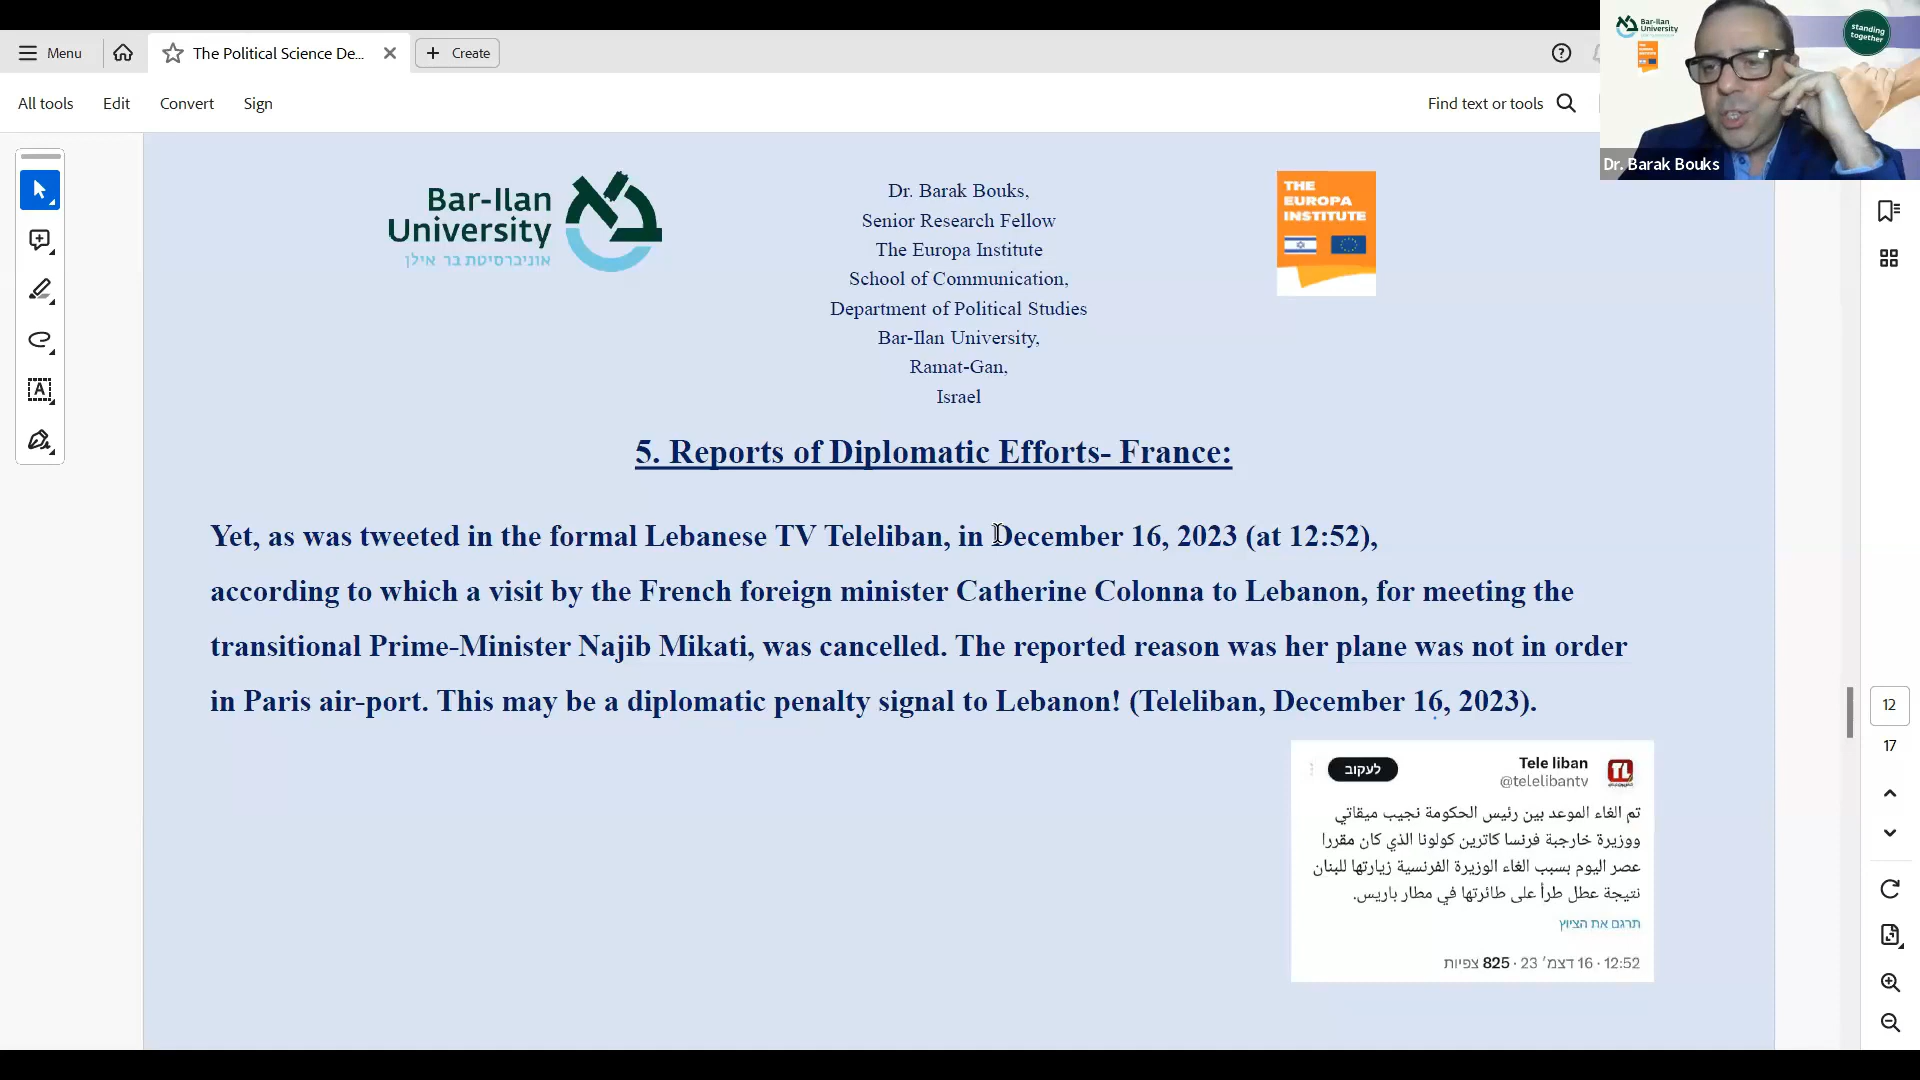 Menu
The Political Science De...
Create
All tools
Edit
Convert
Sign
Find text or tools
Bar-Ilan
University
standing
together
Dr. Barak Bouks
Bar-Ilan
University
אוניברסיטת בר אילן
Dr. Barak Bouks,
Senior Research Fellow
The Europa Institute
School of Communication,
Department of Political Studies
Bar-Ilan University,
Ramat-Gan,
Israel
THE
EUROPA
INSTITUTE
5. Reports of Diplomatic Efforts- France:
Yet, as was tweeted in the formal Lebanese TV Teleliban, in December 16, 2023 (at 12:52),
according to which a visit by the French foreign minister Catherine Colonna to Lebanon, for meeting the
transitional Prime-Minister Najib Mikati, was cancelled. The reported reason was her plane was not in order
in Paris air-port. This may be a diplomatic penalty signal to Lebanon! (Teleliban, December 16, 2023).
Tele liban
@telelibantv
לעקוב
TL
تم الغاء الموعد بين رئيس الحكومة نجيب ميقاتي
ووزيرة خارجية فرنسا كاترين كولونا الذي كان مقررا
عصر اليوم بسبب الغاء الوزيرة الفرنسية زيارتها للبنان
نتيجة عطل طرأ على طائرتها في مطار باريس.
תרגם את הציוץ
12:52 · 16 דצמ׳ 23 · 825 צפיות
12
17